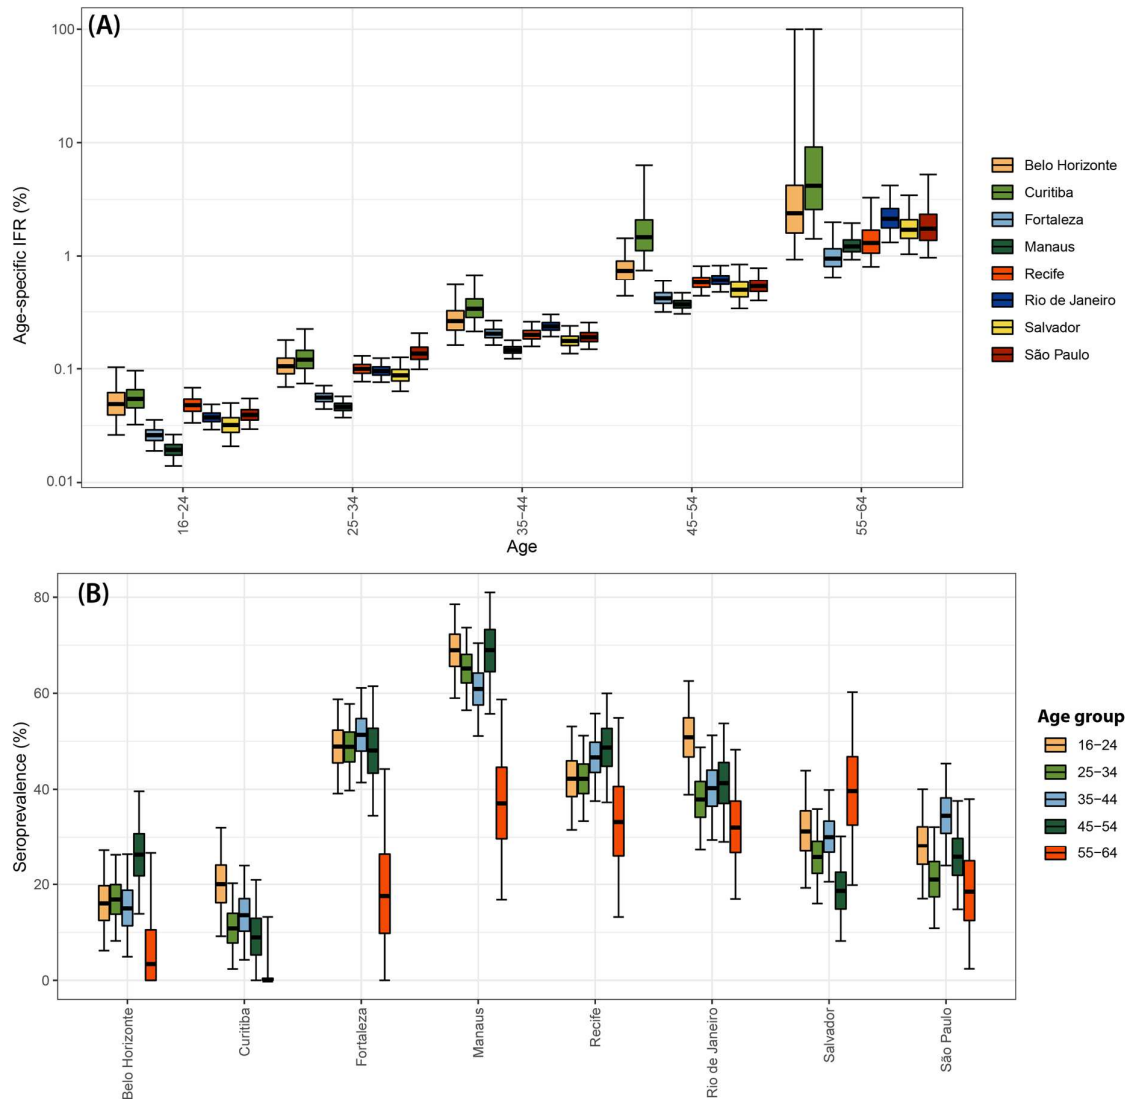 (A)
100
10
1
0.1
0.01
Age-specific IFR (%)
16−24
25−34
35−44
45−54
55−64
Age
Belo Horizonte
Curitiba
Fortaleza
Manaus
Recife
Rio de Janeiro
Salvador
São Paulo
(B)
80
60
40
20
0
Seroprevalence (%)
Belo Horizonte
Curitiba
Fortaleza
Manaus
Recife
Rio de Janeiro
Salvador
São Paulo
Age group
16−24
25−34
35−44
45−54
55−64